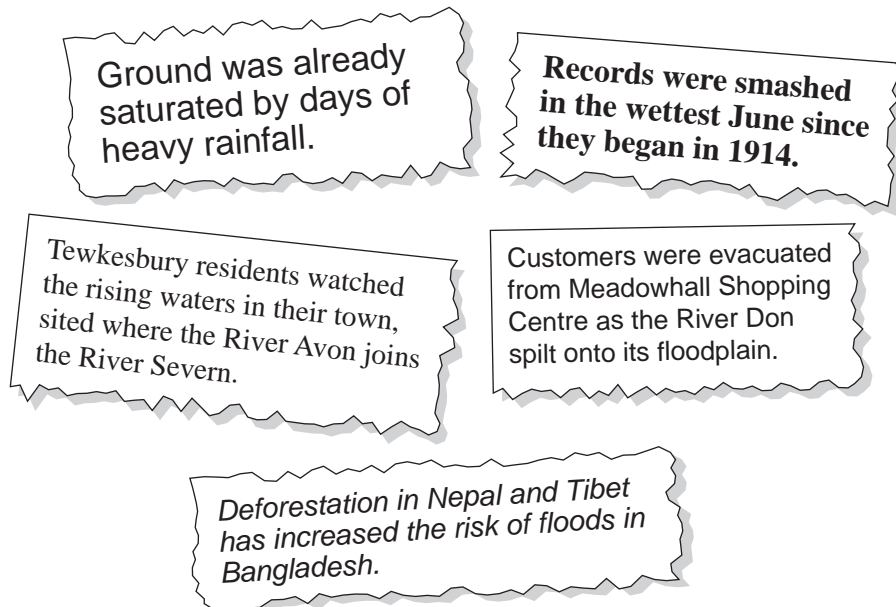 Ground was already
saturated by days of
heavy rainfall.
Records were smashed
in the wettest June since
they began in 1914.
Tewkesbury residents watched
the rising waters in their town,
sited where the River Avon joins
the River Severn.
Customers were evacuated
from Meadowhall Shopping
Centre as the River Don
spilt onto its floodplain.
Deforestation in Nepal and Tibet
has increased the risk of floods in
Bangladesh.